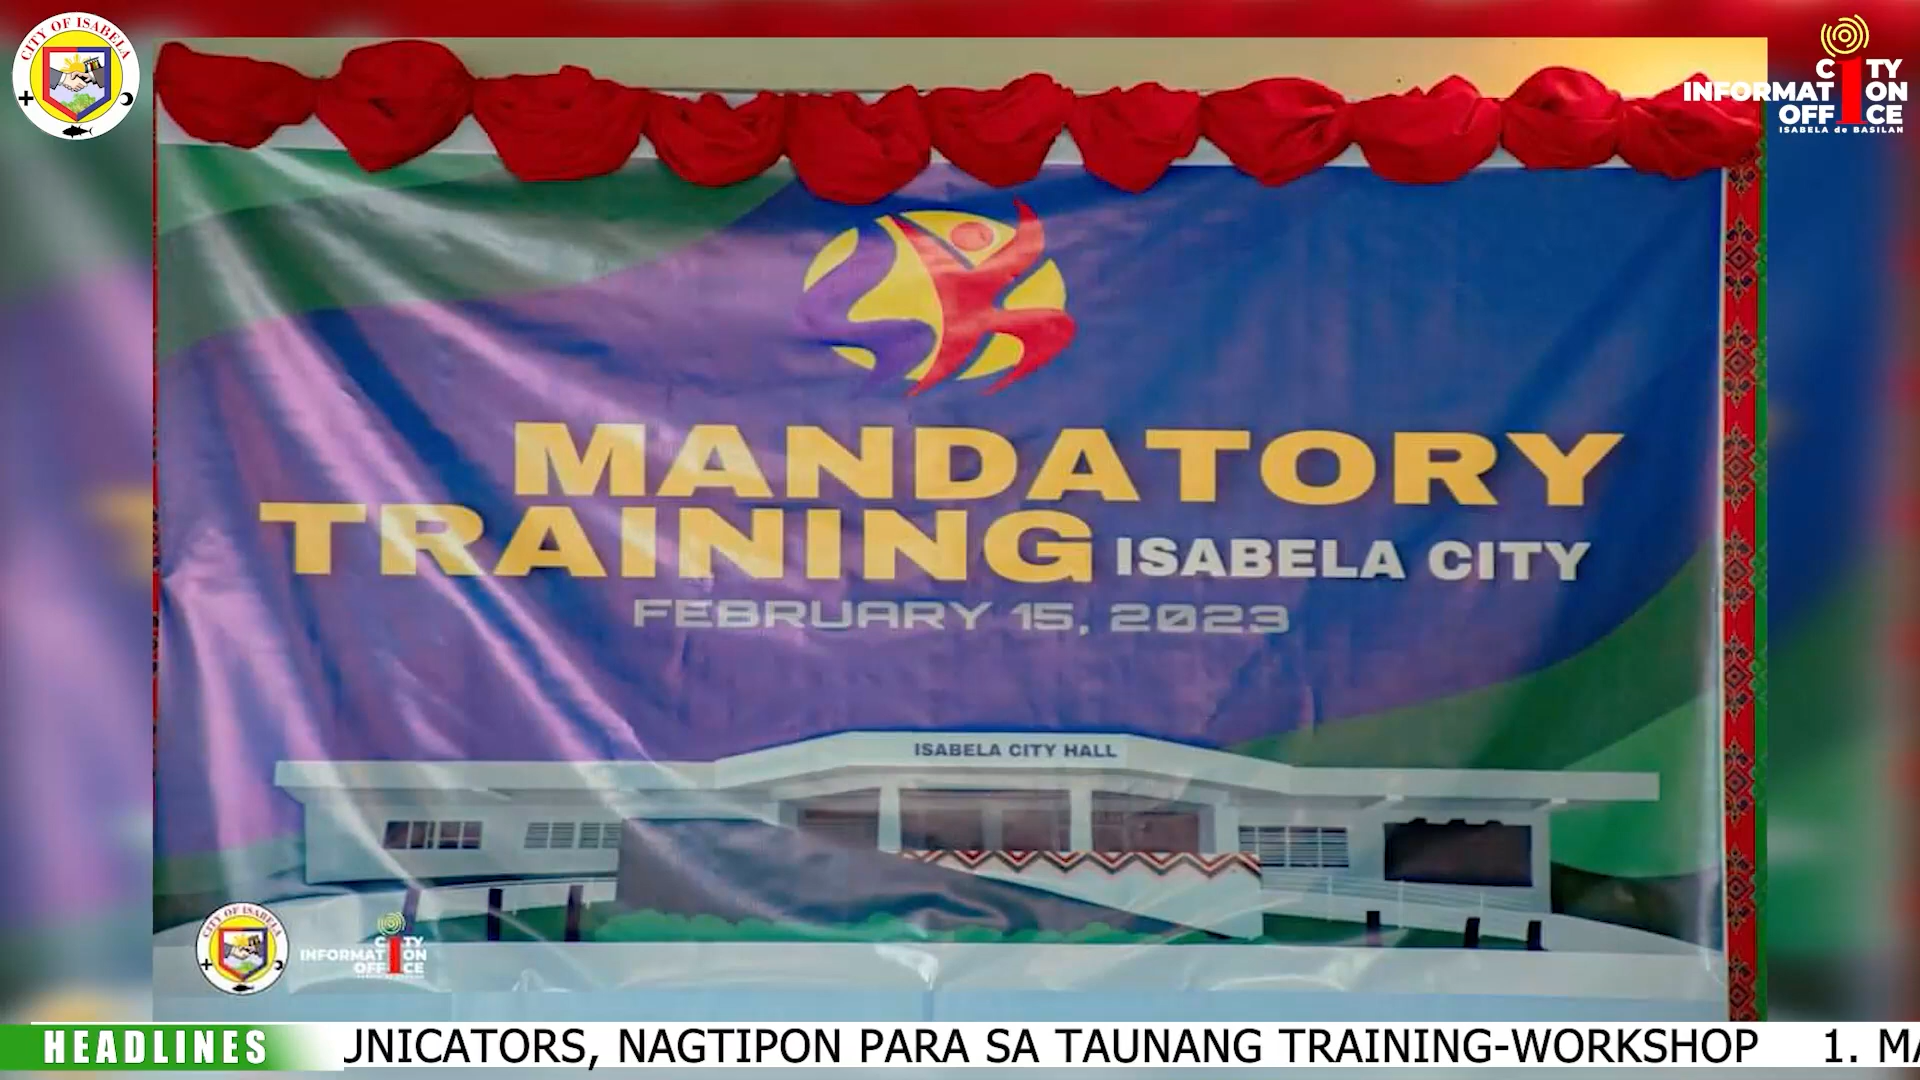 CITY OF ISABELA
CITY
INFORMATION
OFFICE
ISABELA de BASILAN
MANDATORY
TRAINING ISABELA CITY
FEBRUARY 15, 2023
ISABELA CITY HALL
CITY OF ISABELA
CITY
INFORMATION
OFFICE
HEADLINES
UNICATORS, NAGTIPON PARA SA TAUNANG TRAINING-WORKSHOP 1. MA